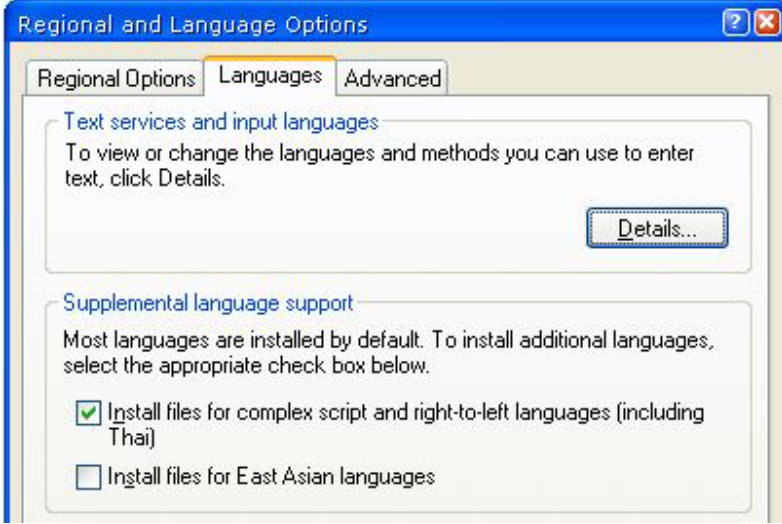 Regional and Language Options
Regional Options Languages Advanced
Text services and input languages
To view or change the languages and methods you can use to enter
text, click Details.
Details...
Supplemental language support
Most languages are installed by default. To install additional languages,
select the appropriate check box below.
Install files for complex script and right-to-left languages (including
Thai)
Install files for East Asian languages